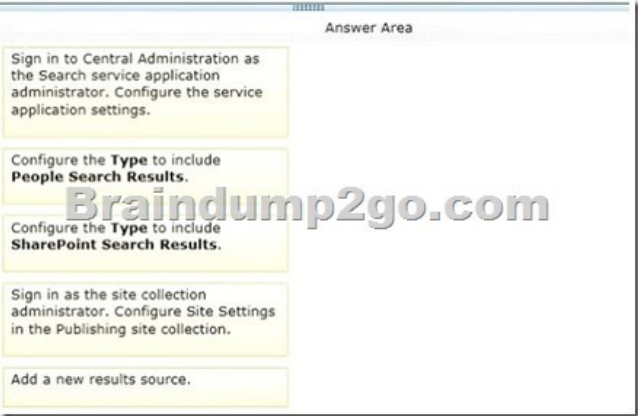 Answer Area
Sign in to Central Administration as
the Search service application
administrator. Configure the service
application settings.
Configure the Type to include
People Search Results.
Braindump2go.com
Configure the Type to include
SharePoint Search Results.
Sign in as the site collection
administrator. Configure Site Settings
in the Publishing site collection.
Add a new results source.